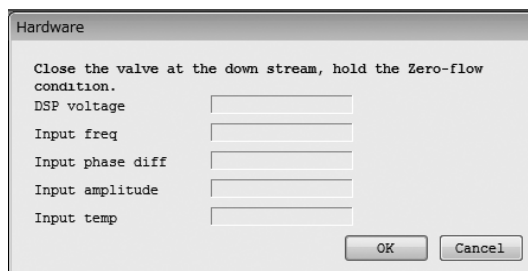 Hardware
Close the valve at the down stream, hold the Zero-flow
condition.
DSP voltage
Input freq
Input phase diff
Input amplitude
Input temp
OK Cancel